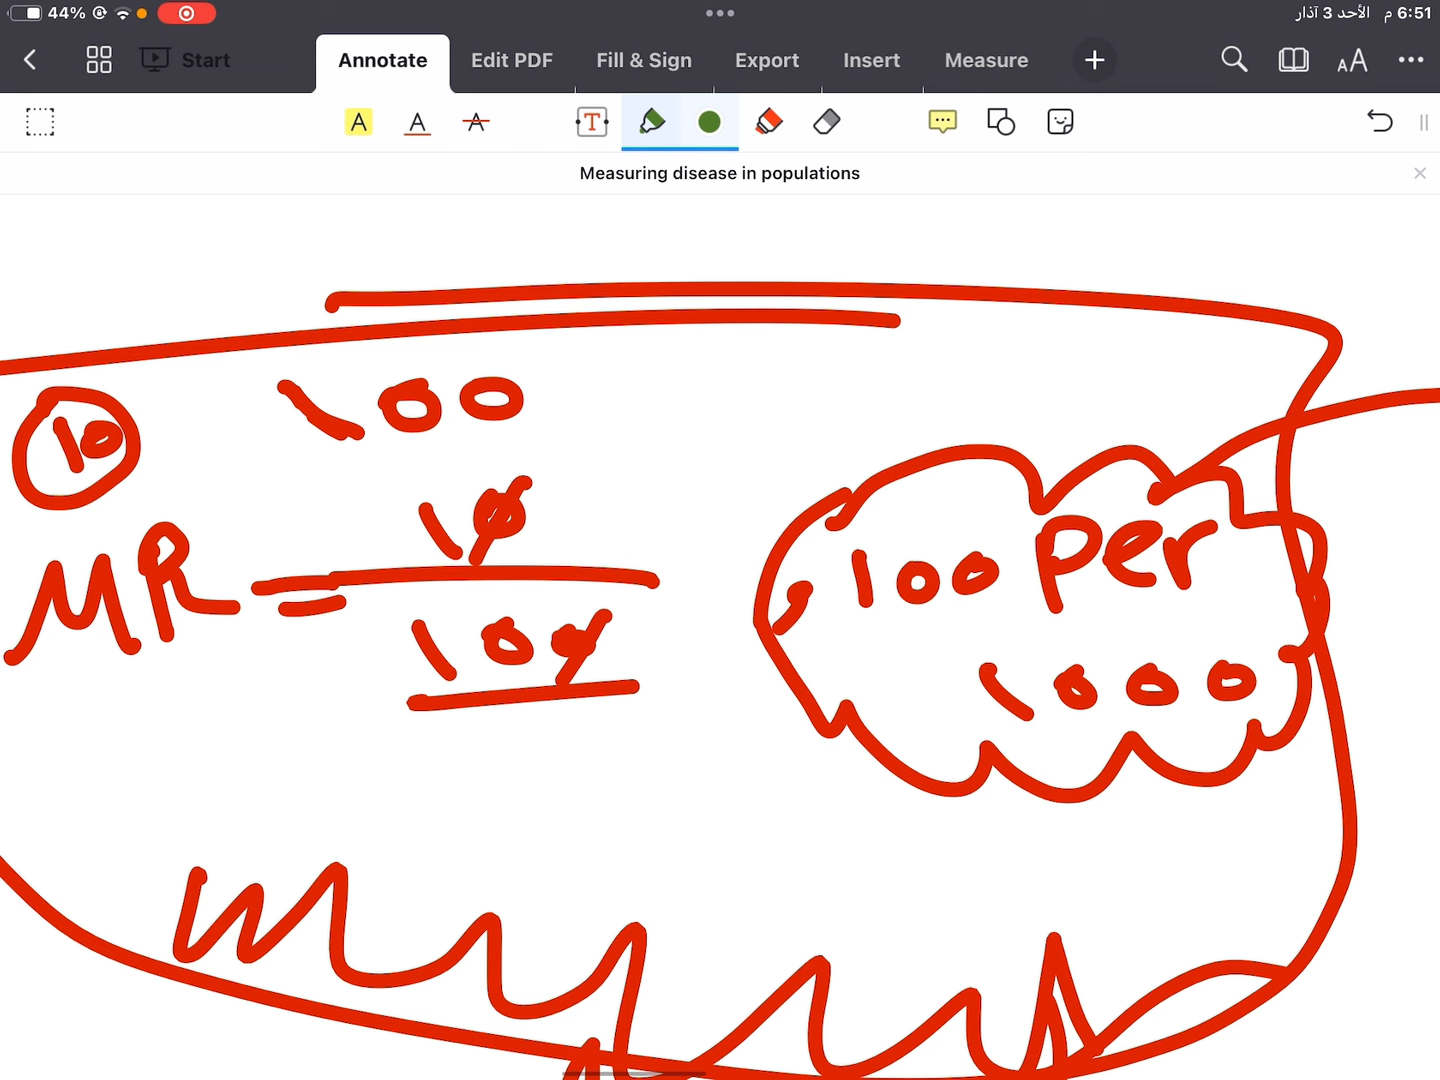 44%
6:51 م الأحد 3 آذار
Start
Annotate
Edit PDF
Fill & Sign
Export
Insert
Measure
Measuring disease in populations
10
100
MR = 10
100
100 per
1000